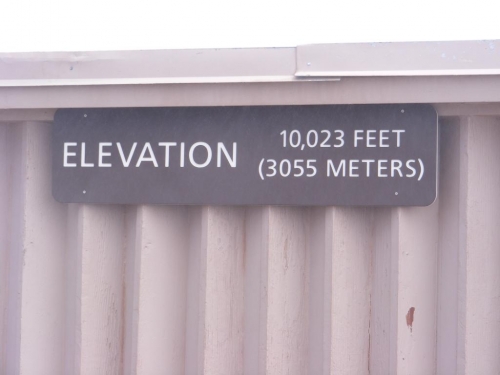 ELEVATION
10,023 FEET
(3055 METERS)